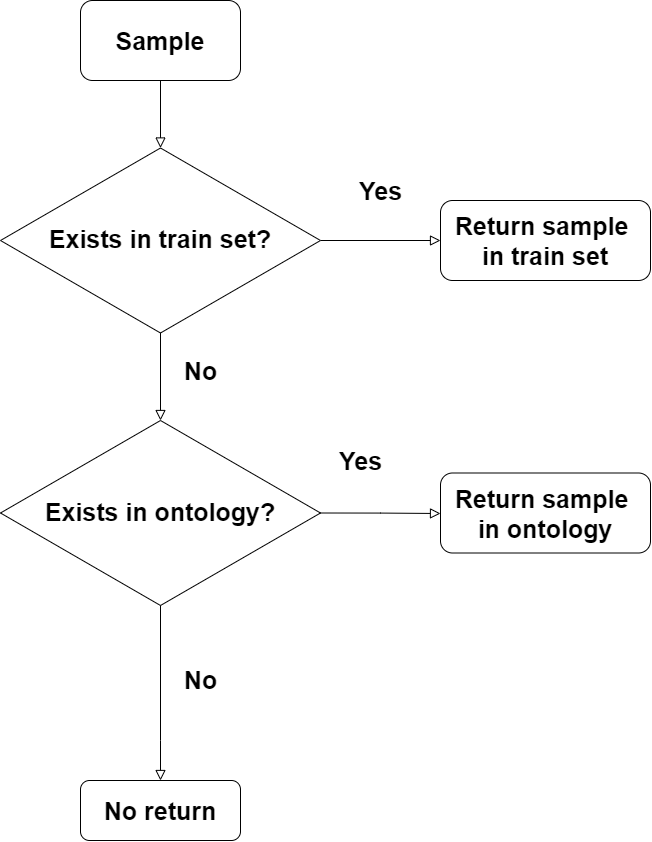 Sample
Exists in train set?
Yes
Return sample
in train set
No
Exists in ontology?
Yes
Return sample
in ontology
No
No return